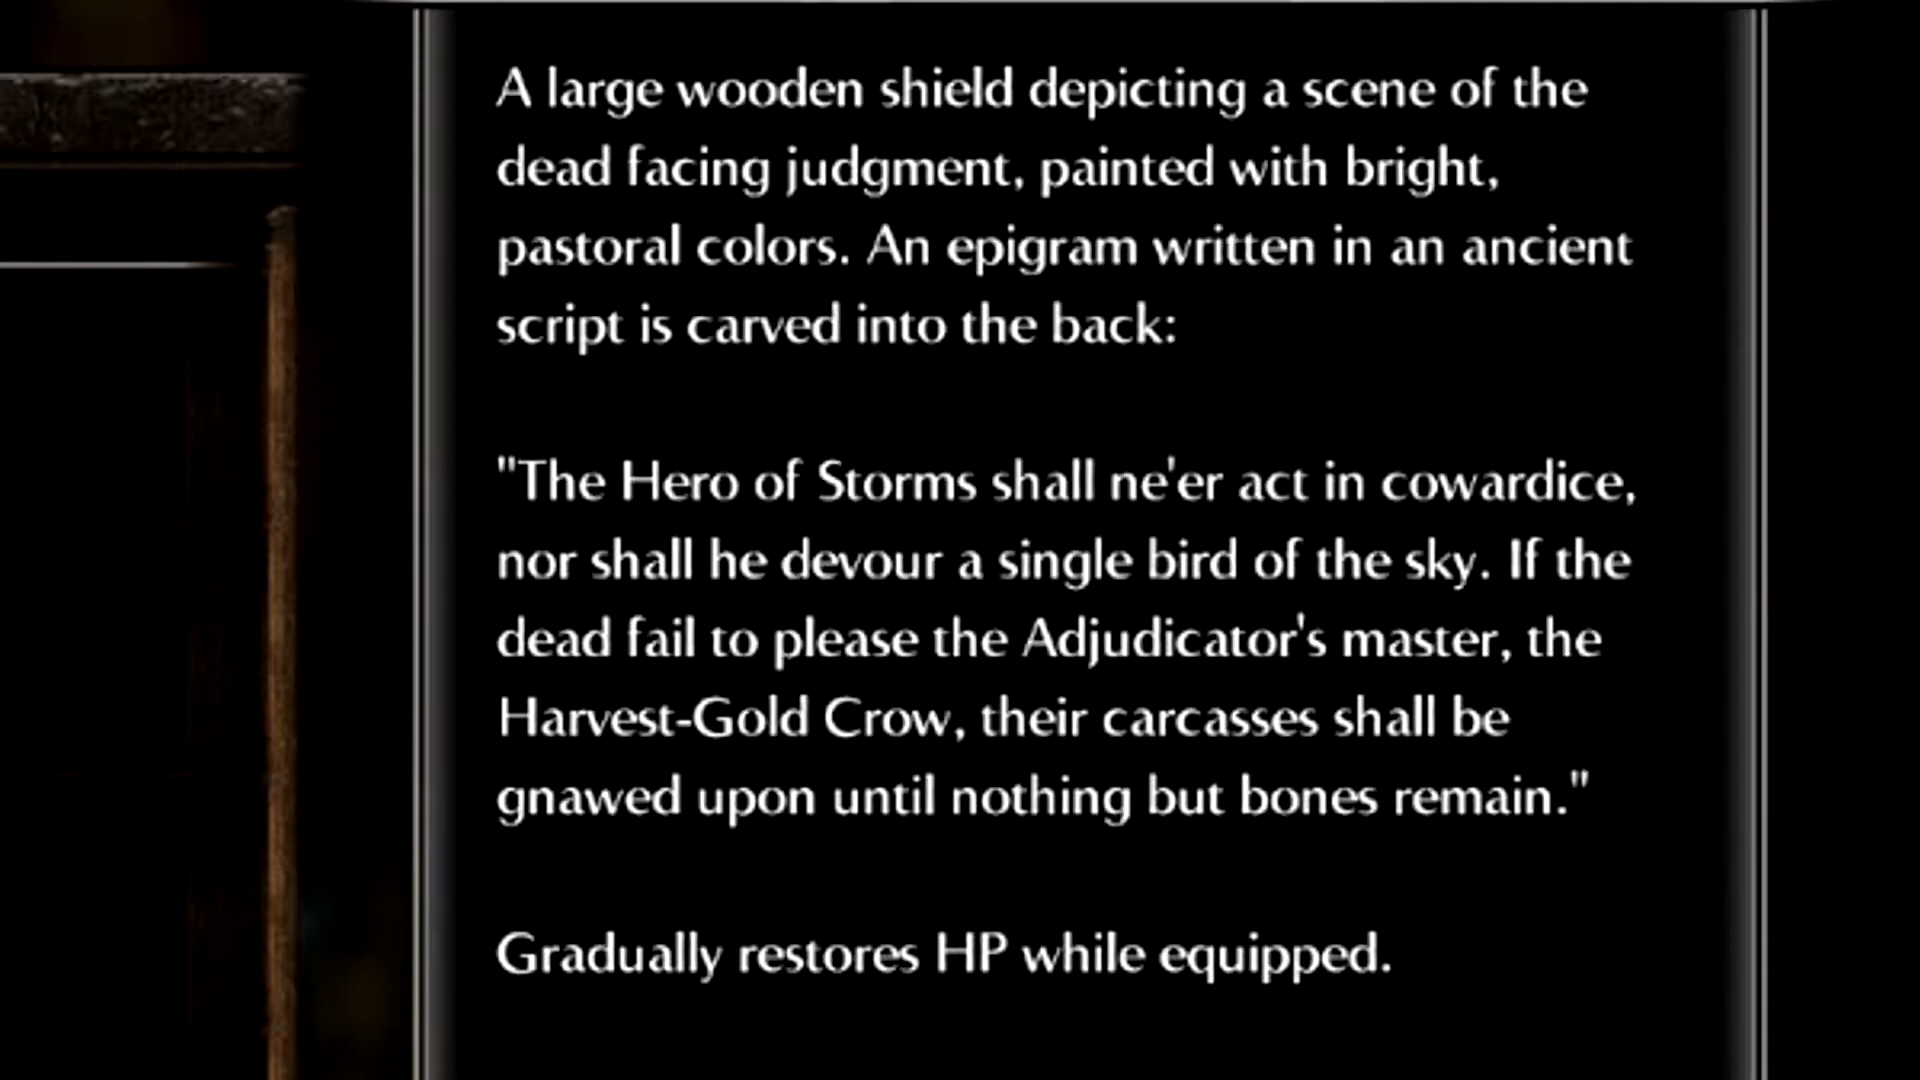 A large wooden shield depicting a scene of the
dead facing judgment, painted with bright,
pastoral colors. An epigram written in an ancient
script is carved into the back:
"The Hero of Storms shall ne'er act in cowardice,
nor shall he devour a single bird of the sky. If the
dead fail to please the Adjudicator's master, the
Harvest-Gold Crow, their carcasses shall be
gnawed upon until nothing but bones remain."
Gradually restores HP while equipped.